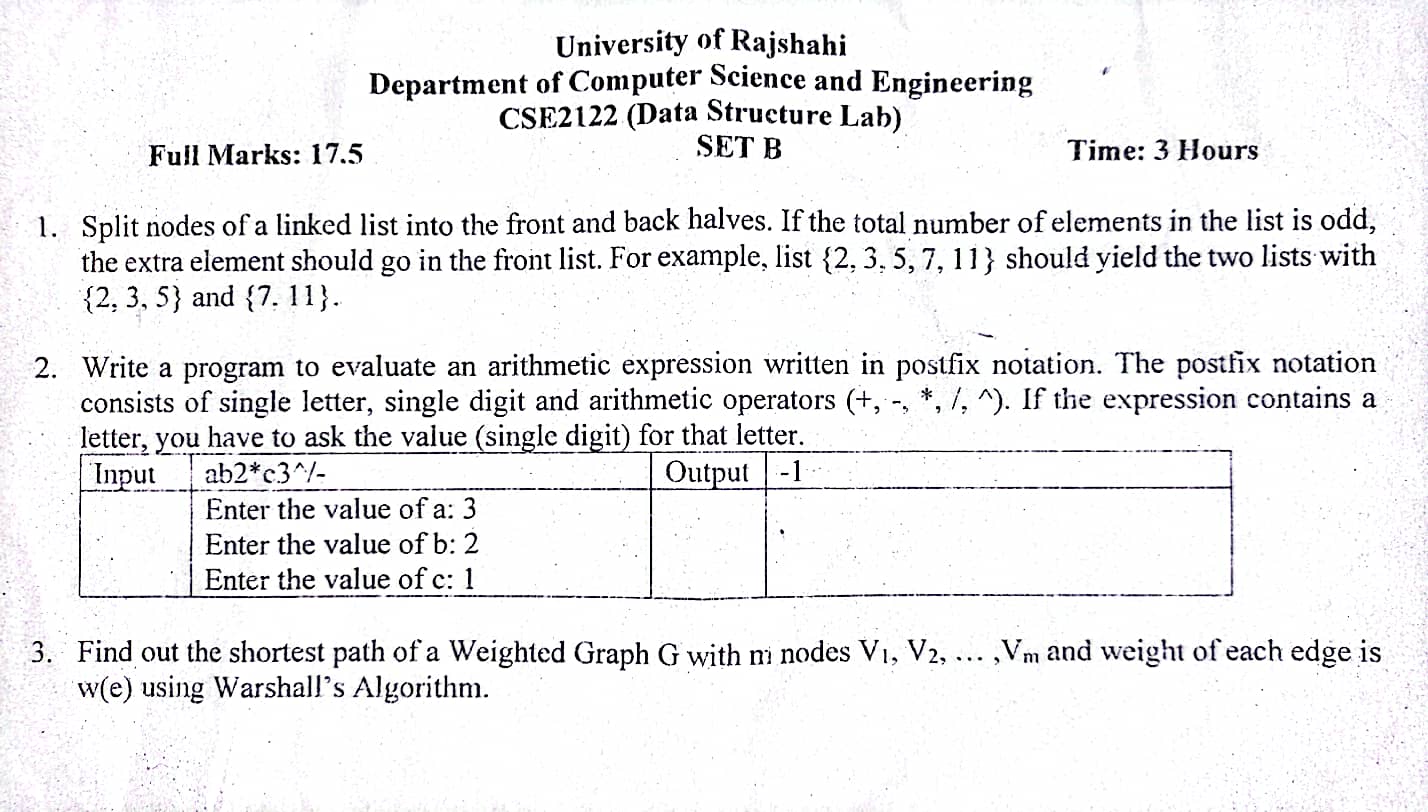 University of Rajshahi
Department of Computer Science and Engineering
CSE2122 (Data Structure Lab)
Full Marks: 17.5 SET B Time: 3 Hours
1. Split nodes of a linked list into the front and back halves. If the total number of elements in the list is odd,
the extra element should go in the front list. For example, list {2, 3, 5, 7, 11} should yield the two lists with
{2, 3, 5} and {7. 11}.
2. Write a program to evaluate an arithmetic expression written in postfix notation. The postfix notation
consists of single letter, single digit and arithmetic operators (+, -, *, /, ^). If the expression contains a
letter, you have to ask the value (single digit) for that letter.
Input ab2*c3^/- Output -1
Enter the value of a: 3
Enter the value of b: 2
Enter the value of c: 1
3. Find out the shortest path of a Weighted Graph G with m nodes V1, V2, ... ,Vm and weight of each edge is
w(e) using Warshall's Algorithm.